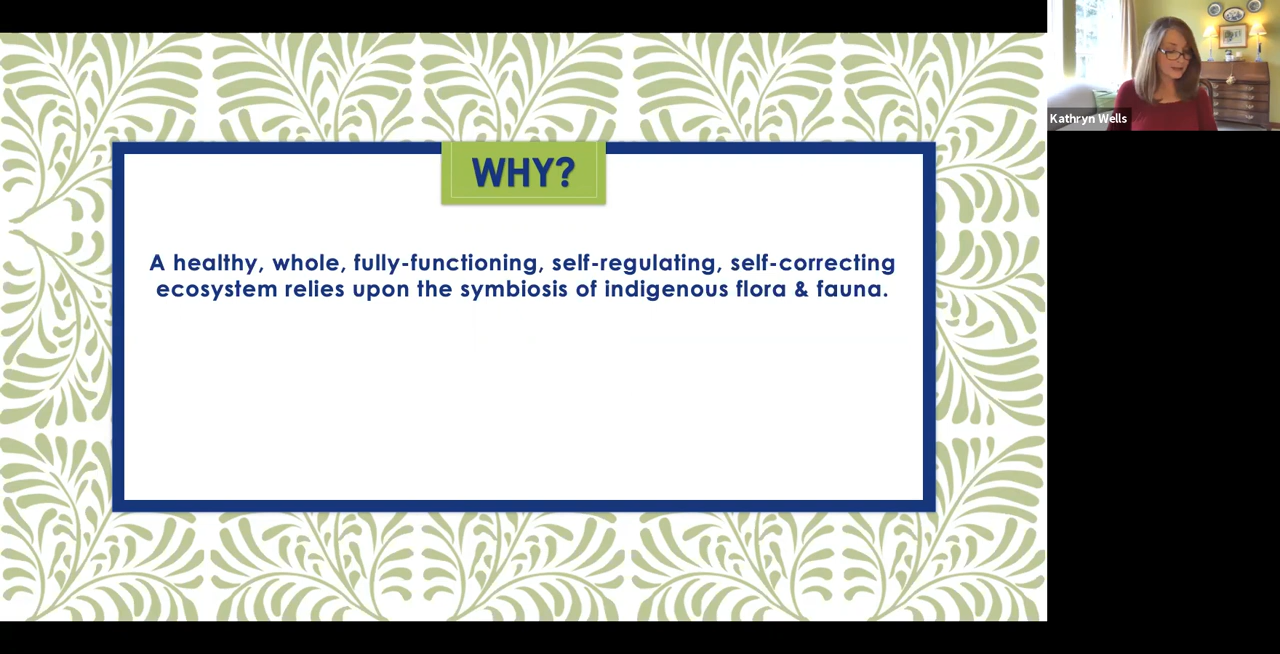 WHY?
A healthy, whole, fully-functioning, self-regulating, self-correcting
ecosystem relies upon the symbiosis of indigenous flora & fauna.
Kathryn Wells